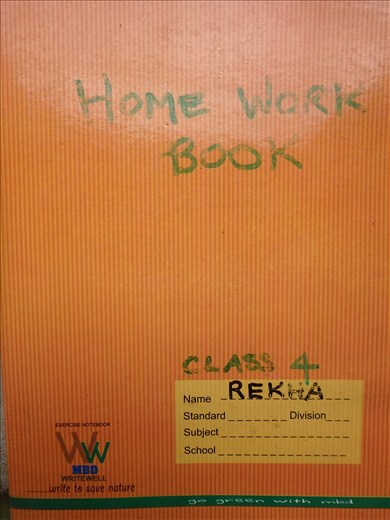 HOME WORK
BOOK
CLASS 4
Name REKHA
Standard Division
Subject
School
EXERCISE NOTEBOOK
WW
MBD
WRITEWELL
write to save nature
go green with mbd